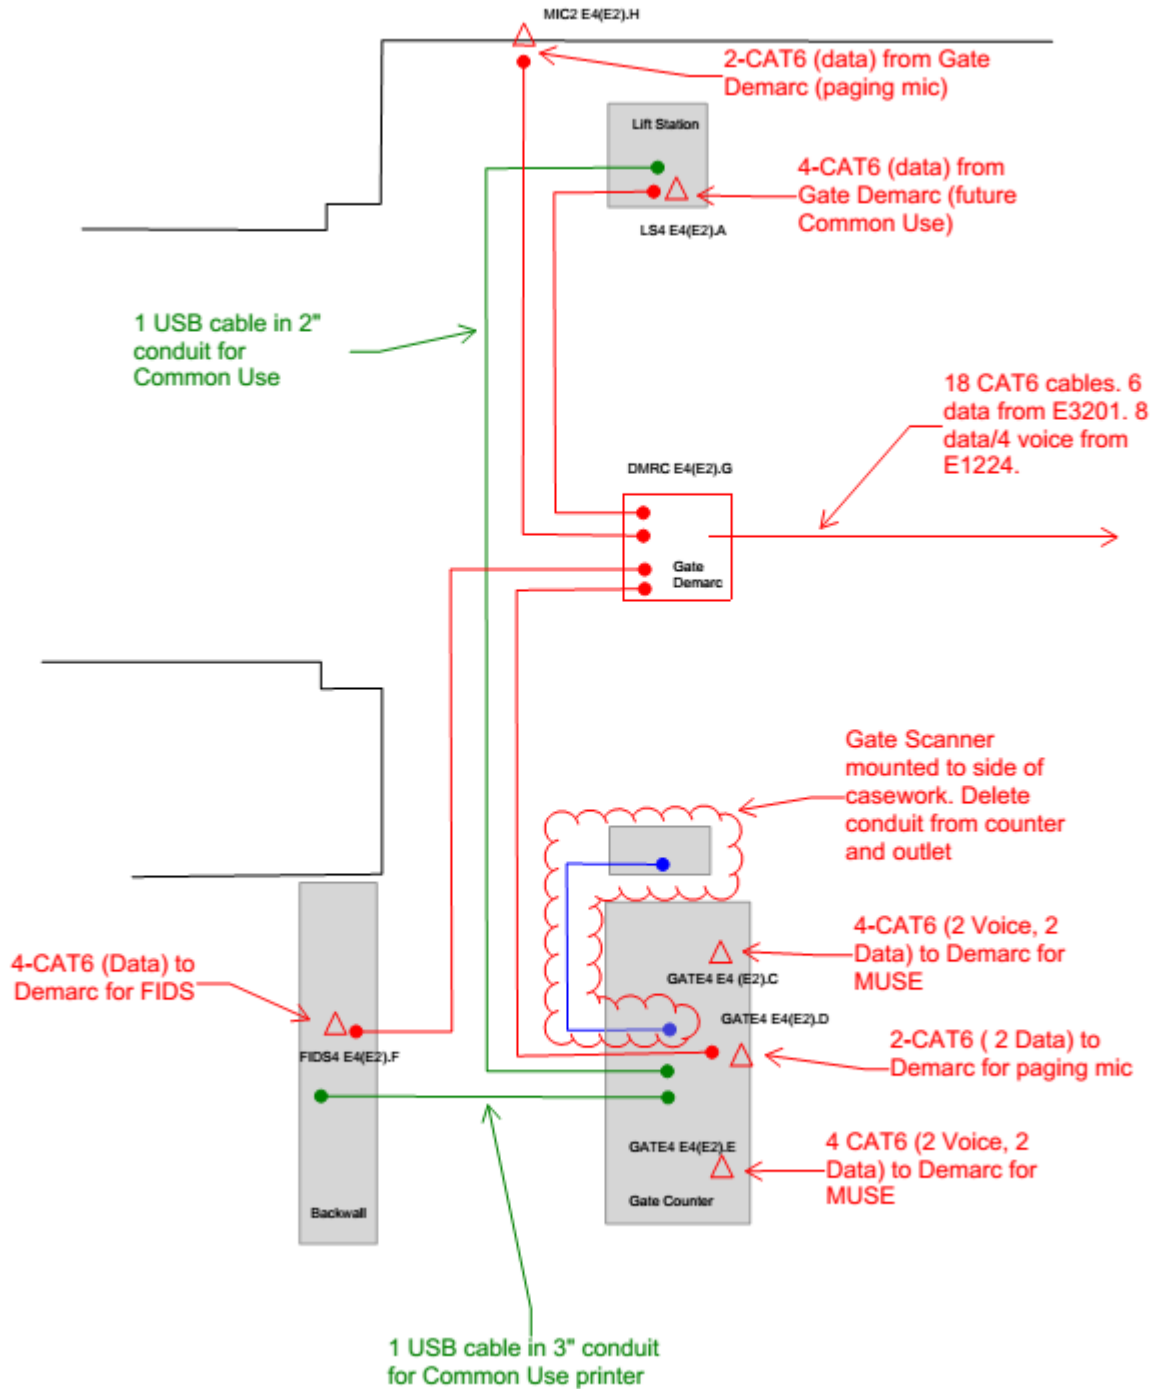 MIC2 E4(E2).H
2-CAT6 (data) from Gate
Demarc (paging mic)
Lift Station
4-CAT6 (data) from
Gate Demarc (future
Common Use)
LS4 E4(E2).A
1 USB cable in 2"
conduit for
Common Use
18 CAT6 cables. 6
data from E3201. 8
data/4 voice from
E1224.
DMRC E4(E2).G
Gate
Demarc
Gate Scanner
mounted to side of
casework. Delete
conduit from counter
and outlet
4-CAT6 (2 Voice, 2
Data) to Demarc for
MUSE
4-CAT6 (Data) to
Demarc for FIDS
GATE4 E4 (E2).C
GATE4 E4(E2).D
2-CAT6 ( 2 Data) to
Demarc for paging mic
FIDS4 E4(E2).F
GATE4 E4(E2).E
4 CAT6 (2 Voice, 2
Data) to Demarc for
MUSE
Gate Counter
Backwall
1 USB cable in 3" conduit
for Common Use printer